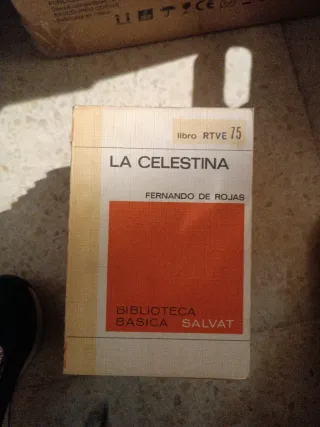 libro RTVE 75
LA CELESTINA
FERNANDO DE ROJAS
BIBLIOTECA
BASICA SALVAT